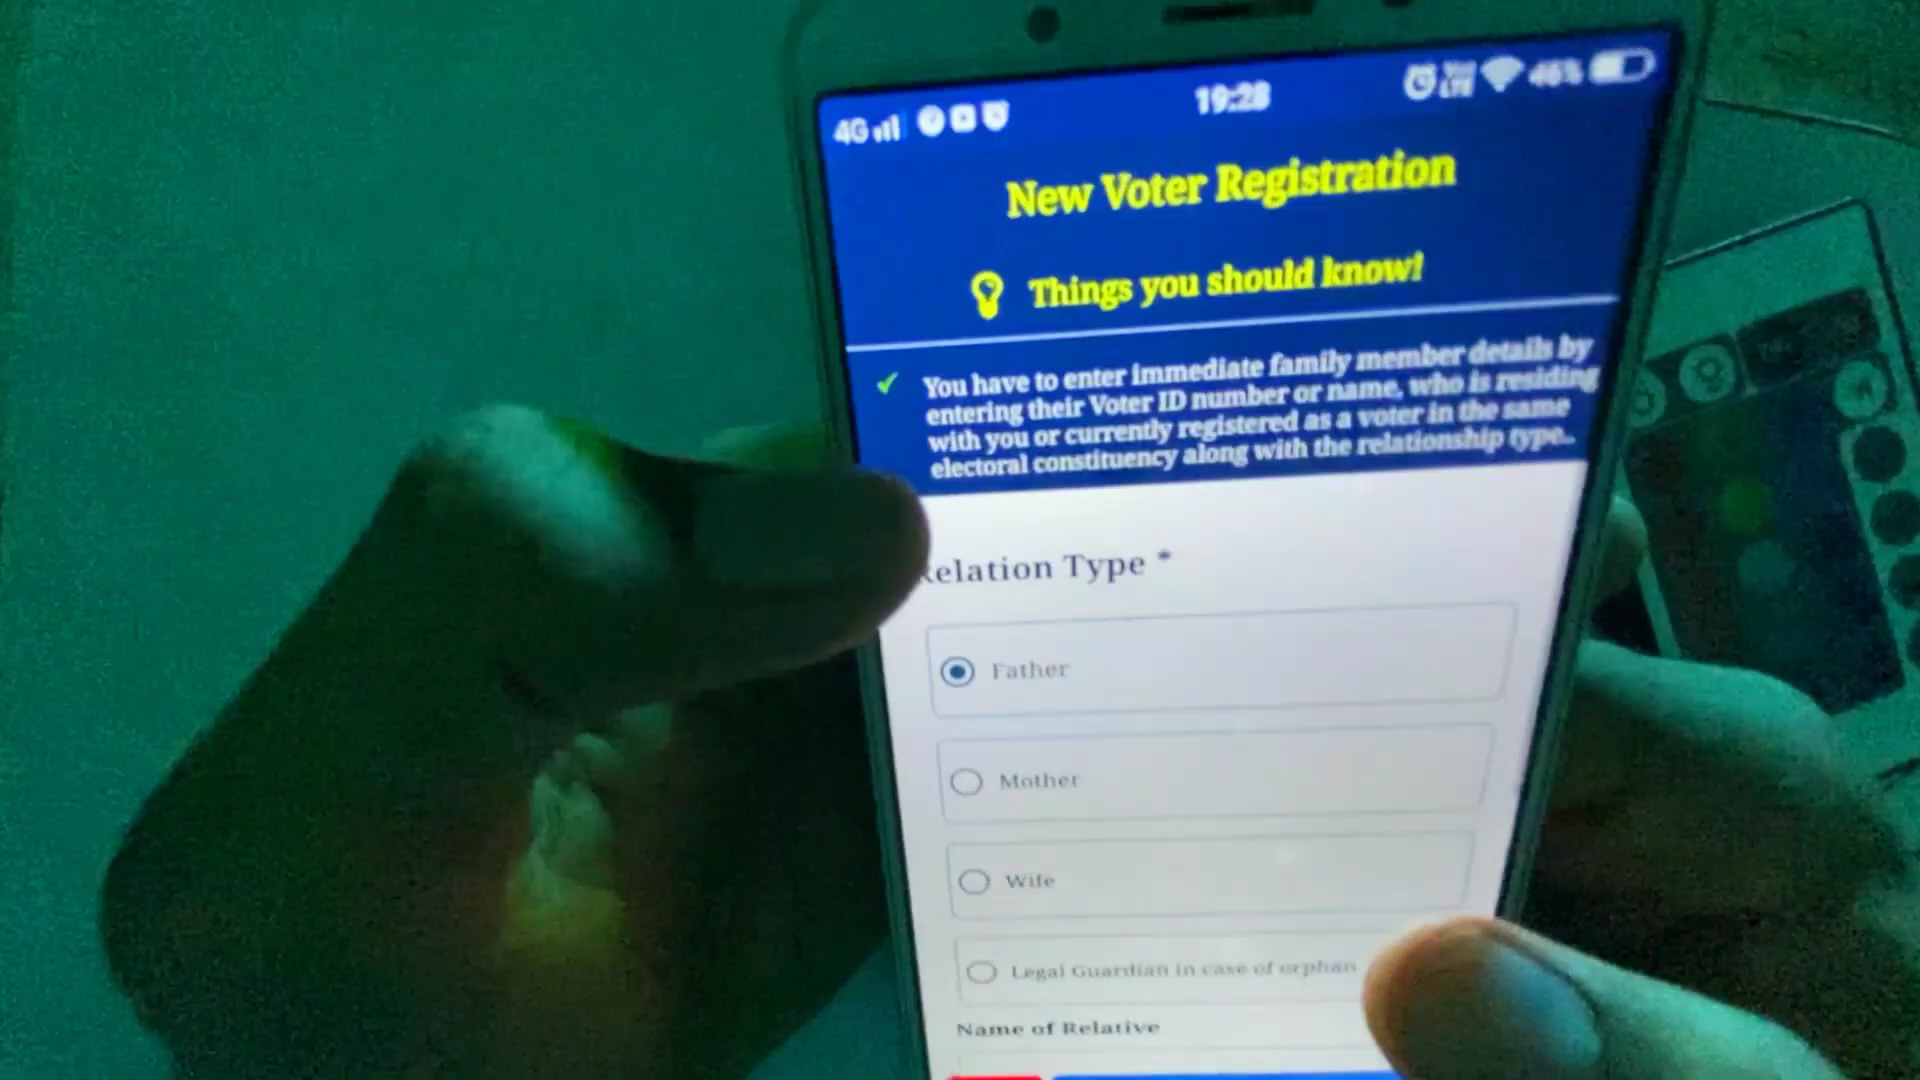 4G 19:28 46%
New Voter Registration
Things you should know!
You have to enter immediate family member details by
entering their Voter ID number or name, who is residing
with you or currently registered as a voter in the same
electoral constituency along with the relationship type..
Relation Type *
Father
Mother
Wife
Legal Guardian in case of orphan
Name of Relative